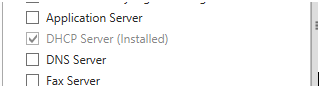 Application Server
DHCP Server (Installed)
DNS Server
Fax Server